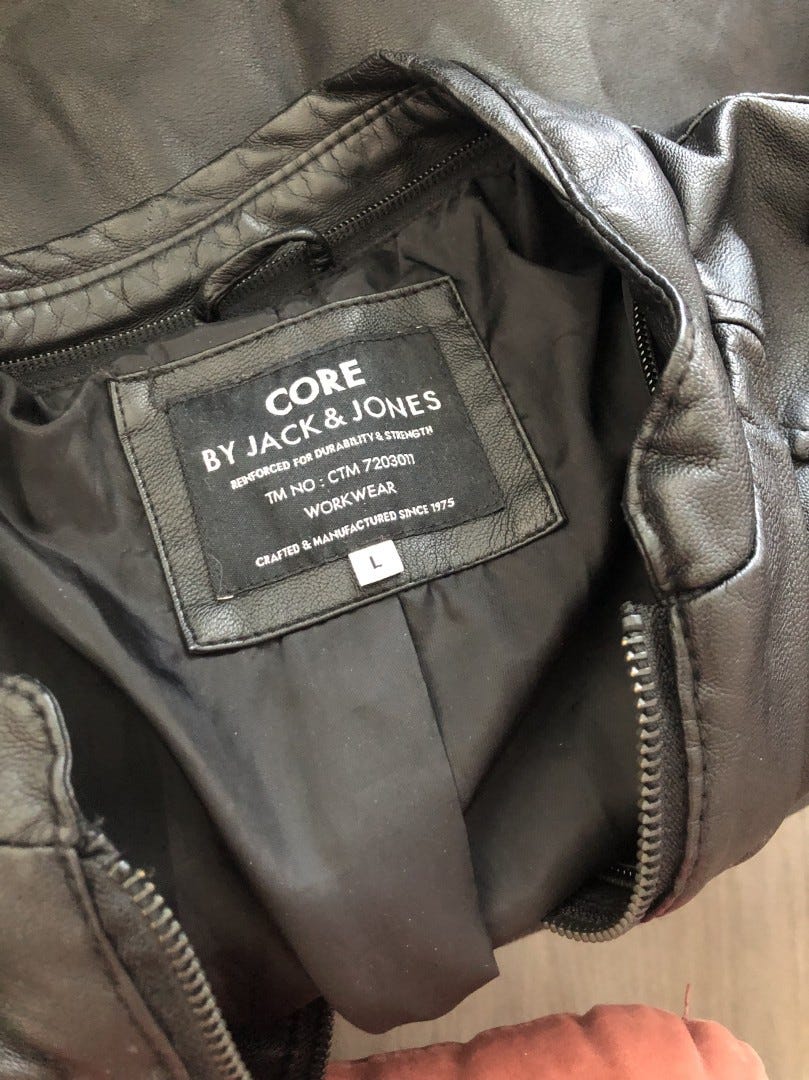 CORE
BY JACK & JONES
REINFORCED FOR DURABILITY & STRENGTH
TM NO : CTM 7203011
WORKWEAR
CRAFTED & MANUFACTURED SINCE 1975
L